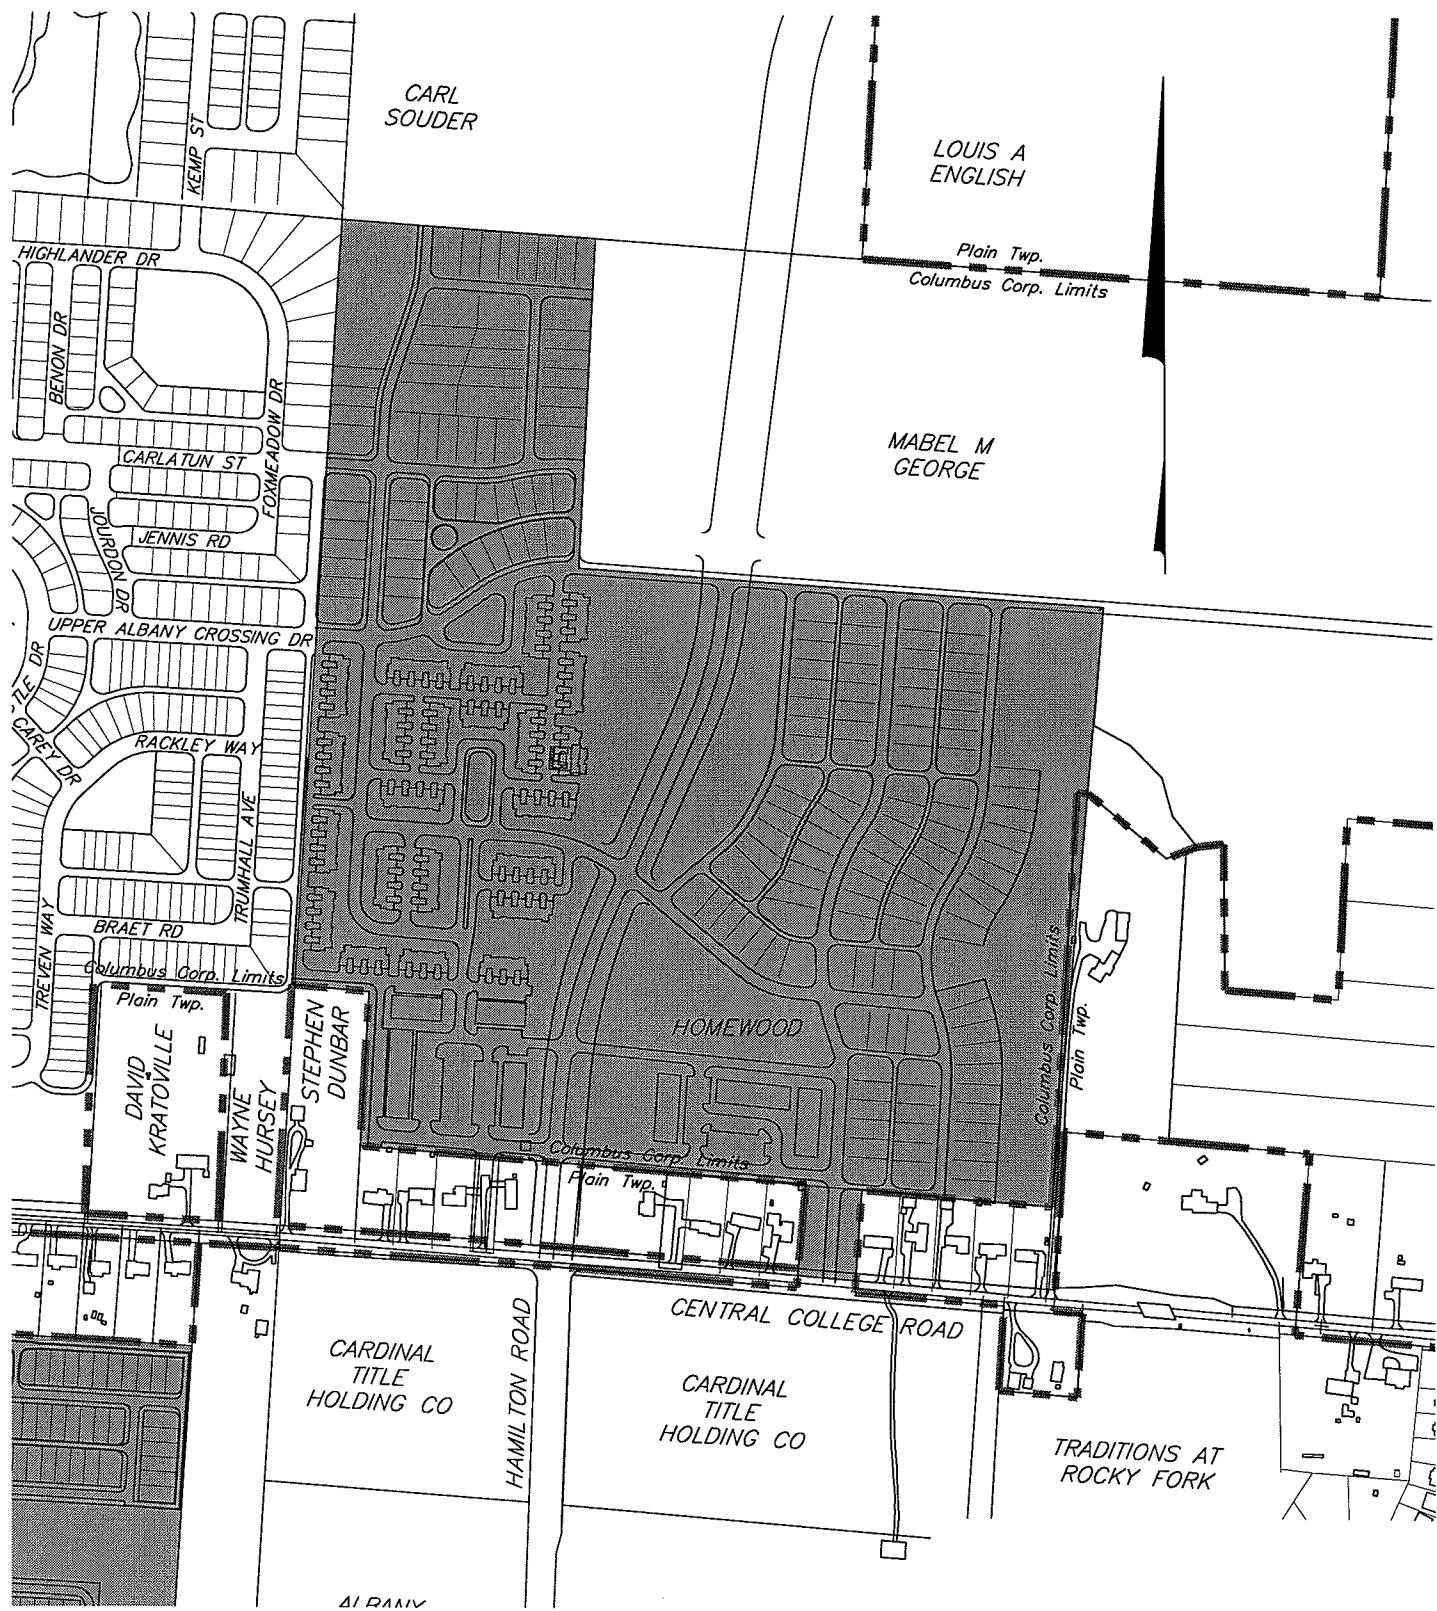 CARL
SOUDER
KEMP ST
LOUIS A
ENGLISH
HIGHLANDER DR
Plain Twp.
Columbus Corp. Limits
BENON DR
FOXMEADOW DR
MABEL M
GEORGE
CARLATUN ST
JOURDON DR
JENNIS RD
UPPER ALBANY CROSSING DR
TLE DR
CAREY DR
RACKLEY WAY
TRUMHALL AVE
TREVEN WAY
BRAET RD
Columbus Corp. Limits
Plain Twp.
Columbus Corp. Limits
Plain Twp.
HOMEWOOD
DAVID
KRATOVILLE
WAYNE
HURSEY
STEPHEN
DUNBAR
Columbus Corp. Limits
Plain Twp.
CENTRAL COLLEGE ROAD
HAMILTON ROAD
CARDINAL
TITLE
HOLDING CO
CARDINAL
TITLE
HOLDING CO
TRADITIONS AT
ROCKY FORK
ALBANY